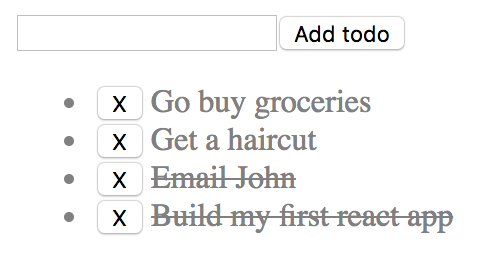 Add todo
X Go buy groceries
X Get a haircut
X Email John
X Build my first react app